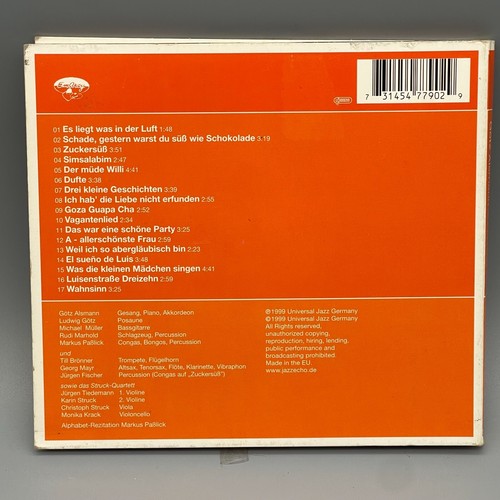 EmArcy
7 31454 77902 9
01 Es liegt was in der Luft 1:48
02 Schade, gestern warst du süß wie Schokolade 3:19
03 Zuckersüß 3:51
04 Simsalabim 2:47
05 Der müde Willi 4:41
06 Dufte 3:38
07 Drei kleine Geschichten 3:39
08 Ich hab' die Liebe nicht erfunden 2:55
09 Goza Guapa Cha 2:52
10 Vagantenlied 2:34
11 Das war eine schöne Party 3:25
12 A - allerschönste Frau 2:59
13 Weil ich so abergläubisch bin 2:23
14 El sueño de Luis 3:48
15 Was die kleinen Mädchen singen 4:41
16 Luisenstraße Dreizehn 2:59
17 Wahnsinn 3:25
Götz Alsmann Gesang, Piano, Akkordeon
Ludwig Götz Posaune
Michael Müller Bassgitarre
Rudi Marhold Schlagzeug, Percussion
Markus Paßlick Congas, Bongos, Percussion
und
Till Brönner Trompete, Flügelhorn
Georg Mayr Altsax, Tenorsax, Flöte, Klarinette, Vibraphon
Jürgen Fischer Percussion (Congas auf „Zuckersüß")
sowie das Struck-Quartett
Jürgen Tiedemann 1. Violine
Karin Struck 2. Violine
Christoph Struck Viola
Monika Krack Violoncello
Alphabet-Rezitation Markus Paßlick
℗1999 Universal Jazz Germany
©1999 Universal Jazz Germany
All Rights reserved,
unauthorized copying,
reproduction, hiring, lending,
public performance and
broadcasting prohibited.
Made in the EU.
www.jazzecho.de